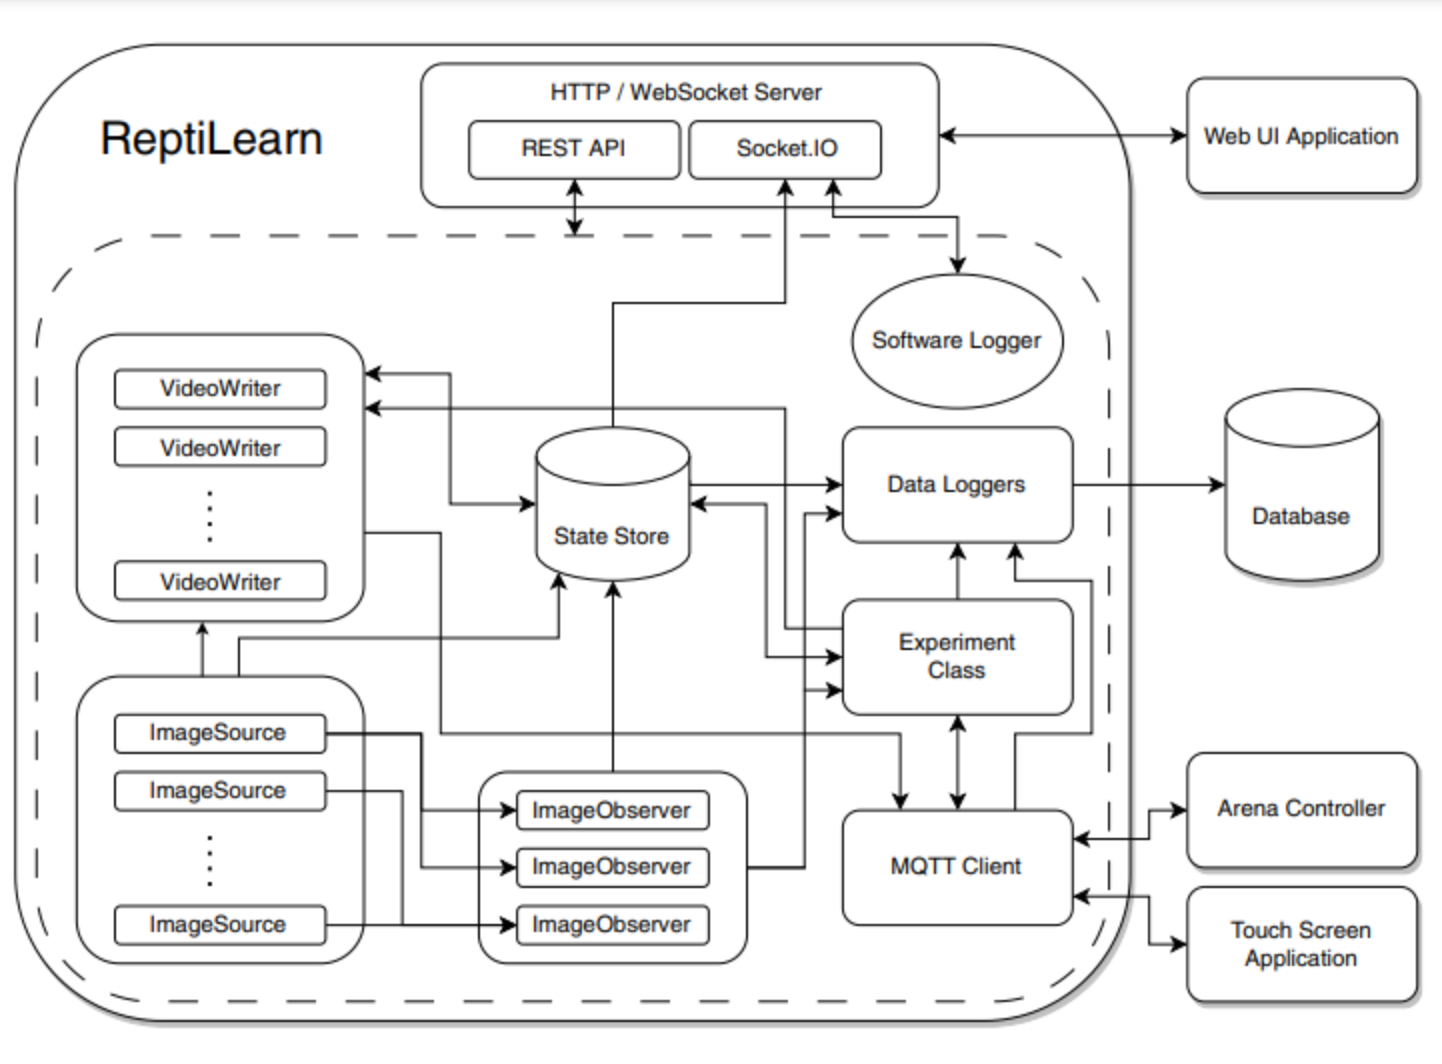 HTTP / WebSocket Server
ReptiLearn
REST API
Socket.IO
Web UI Application
Software Logger
VideoWriter
VideoWriter
VideoWriter
State Store
Data Loggers
Database
Experiment
Class
ImageSource
ImageSource
ImageSource
ImageObserver
ImageObserver
ImageObserver
MQTT Client
Arena Controller
Touch Screen
Application